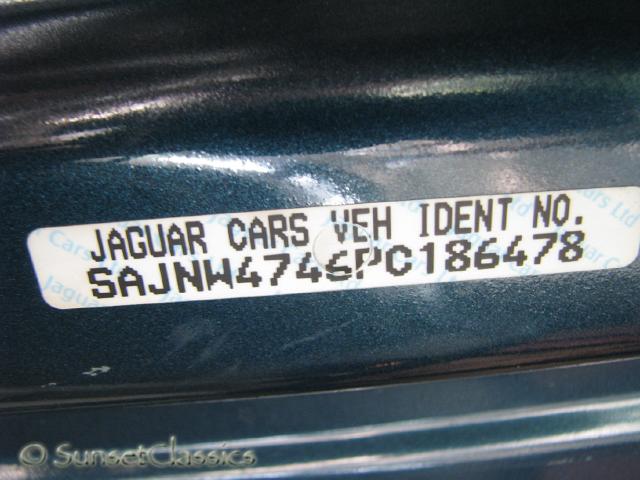 JAGUAR CARS VEH IDENT NO.
SAJNW4746PC186478
© SunsetClassics